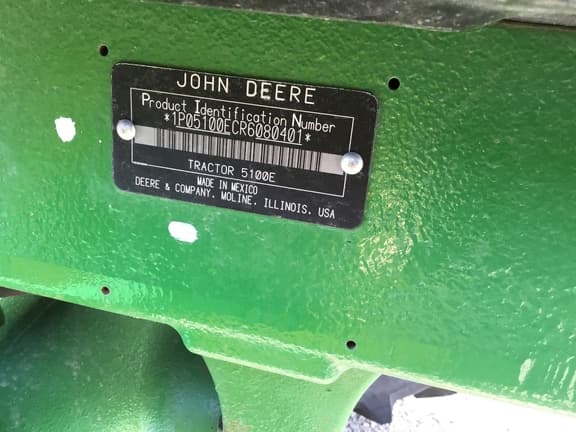 JOHN DEERE
Product Identification Number
*1P05100ECR6080401*
TRACTOR 5100E
MADE IN MEXICO
DEERE & COMPANY, MOLINE, ILLINOIS, USA